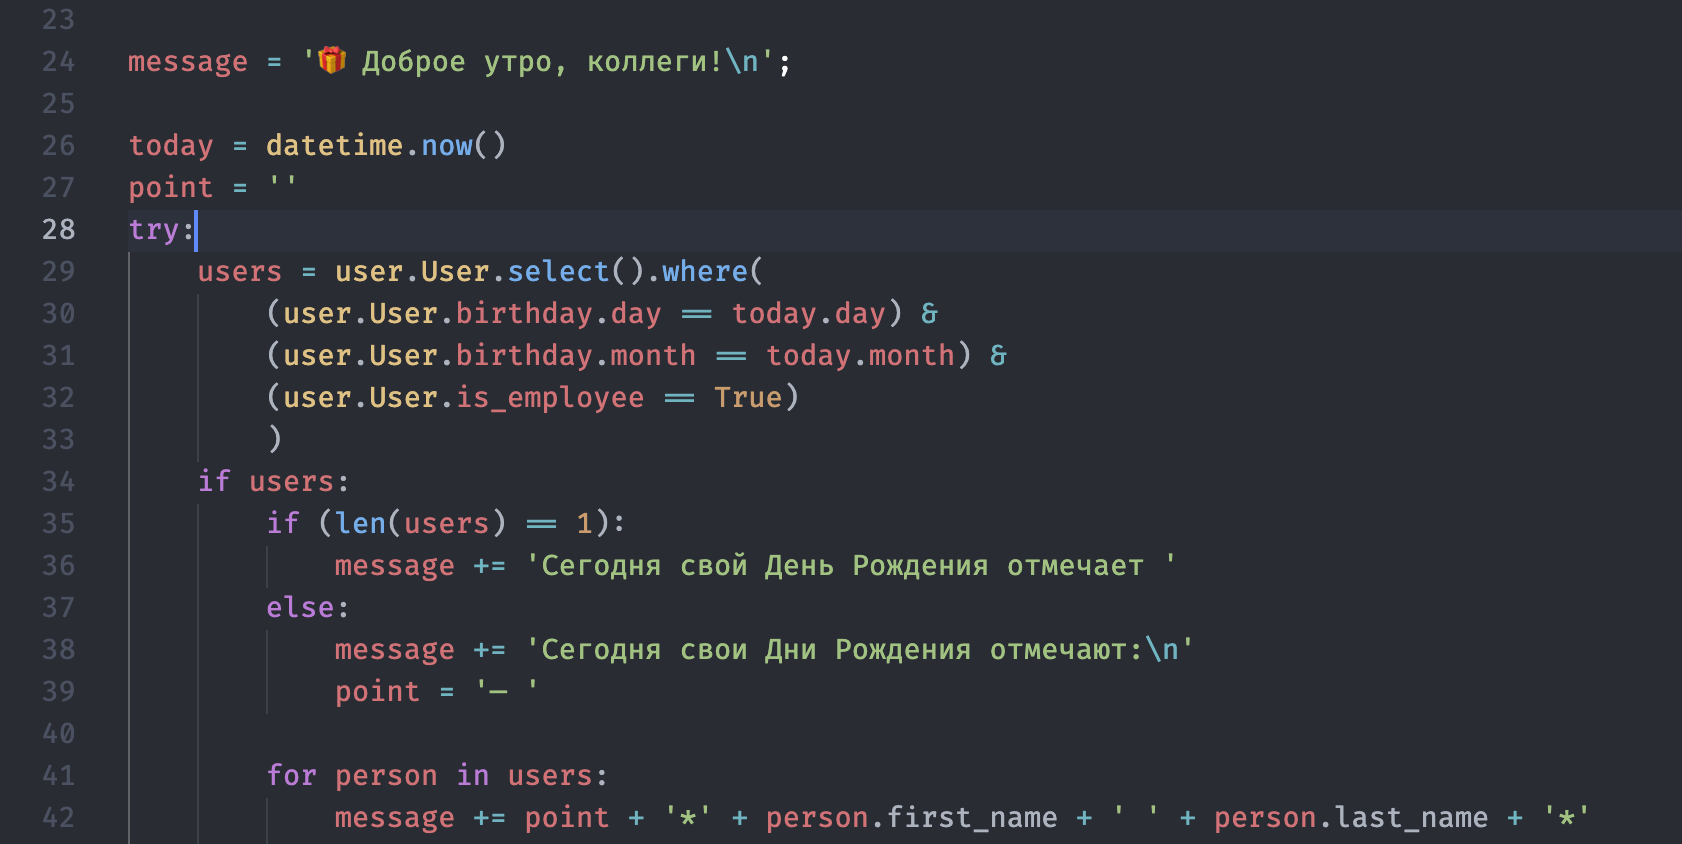 23
24 message = '🎁 Доброе утро, коллеги!\n';
25
26 today = datetime.now()
27 point = ''
28 try:
29 users = user.User.select().where(
30 (user.User.birthday.day == today.day) &
31 (user.User.birthday.month == today.month) &
32 (user.User.is_employee == True)
33 )
34 if users:
35 if (len(users) == 1):
36 message += 'Сегодня свой День Рождения отмечает '
37 else:
38 message += 'Сегодня свои Дни Рождения отмечают:\n'
39 point = '— '
40
41 for person in users:
42 message += point + '*' + person.first_name + ' ' + person.last_name + '*'